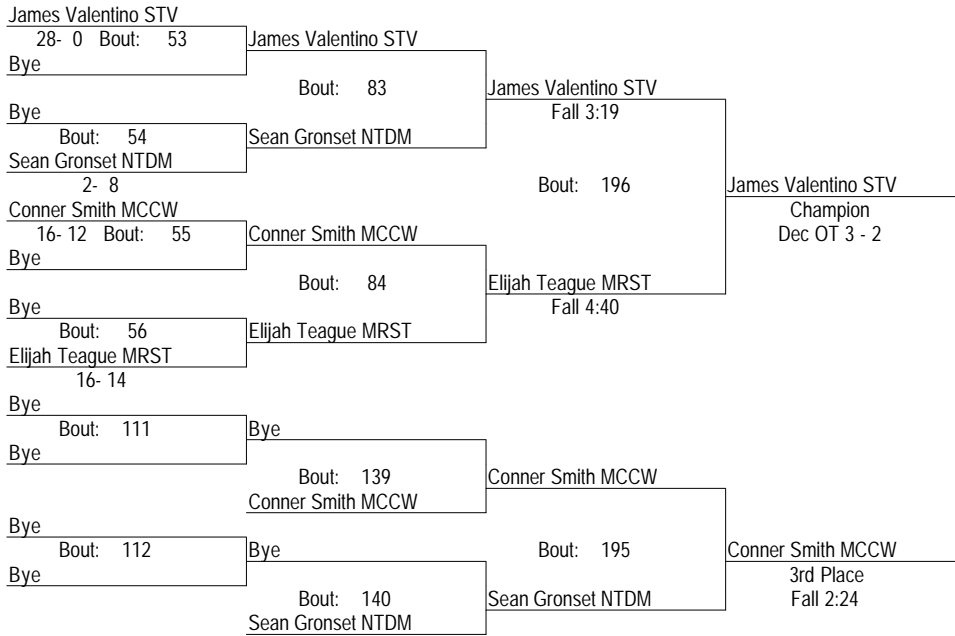 James Valentino STV
28- 0 Bout: 53 James Valentino STV
Bye
Bout: 83 James Valentino STV
Bye Fall 3:19
Bout: 54 Sean Gronset NTDM
Sean Gronset NTDM
2- 8 Bout: 196 James Valentino STV
Conner Smith MCCW Champion
16- 12 Bout: 55 Conner Smith MCCW Dec OT 3 - 2
Bye
Bout: 84 Elijah Teague MRST
Bye Fall 4:40
Bout: 56 Elijah Teague MRST
Elijah Teague MRST
16- 14
Bye
Bout: 111 Bye
Bye
Bout: 139 Conner Smith MCCW
Conner Smith MCCW
Bye
Bout: 112 Bye Bout: 195 Conner Smith MCCW
Bye 3rd Place
Bout: 140 Sean Gronset NTDM Fall 2:24
Sean Gronset NTDM